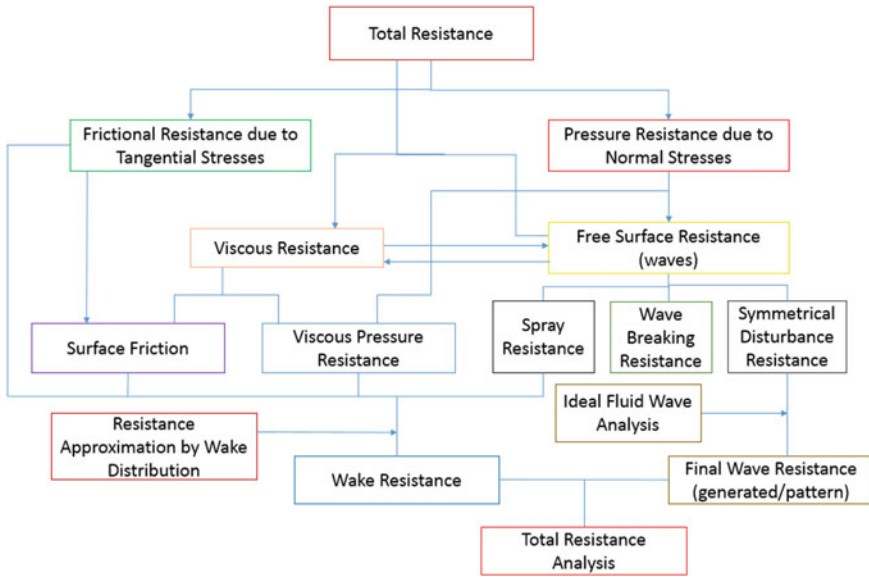 Total Resistance
Frictional Resistance due to
Tangential Stresses
Pressure Resistance due to
Normal Stresses
Viscous Resistance
Free Surface Resistance
(waves)
Surface Friction
Viscous Pressure
Resistance
Spray
Resistance
Wave
Breaking
Resistance
Symmetrical
Disturbance
Resistance
Ideal Fluid Wave
Analysis
Resistance
Approximation by Wake
Distribution
Wake Resistance
Final Wave Resistance
(generated/pattern)
Total Resistance
Analysis